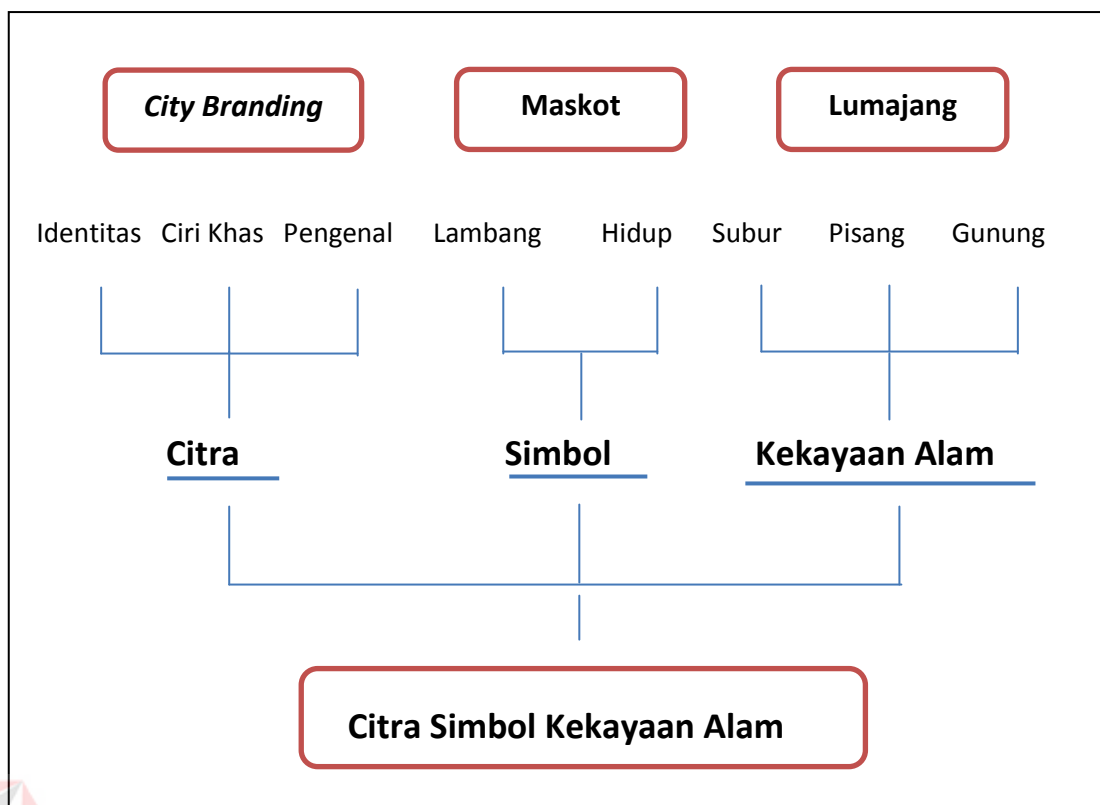 City Branding Maskot Lumajang
Identitas Ciri Khas Pengenal Lambang Hidup Subur Pisang Gunung
Citra Simbol Kekayaan Alam
Citra Simbol Kekayaan Alam